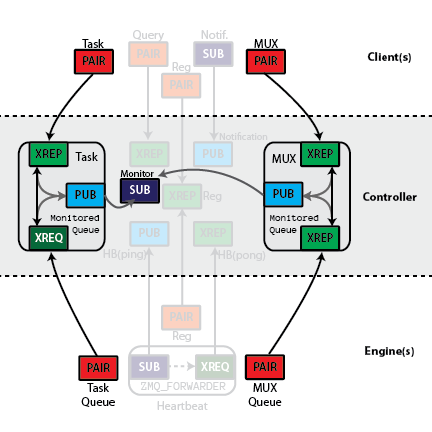 Task
Query
Notif.
MUX
PAIR
PAIR
SUB
PAIR
Client(s)
Reg
PAIR
Notification
XREP
Task
XREP
PUB
MUX
XREP
Monitor
SUB
PUB
XREP
Reg
PUB
Controller
Monitored
Queue
Monitored
Queue
XREQ
PUB
XREP
XREP
HB(ping)
HB(pong)
PAIR
Reg
Engine(s)
PAIR
SUB
XREQ
PAIR
Task
Queue
ZMQ_FORWARDER
MUX
Queue
Heartbeat